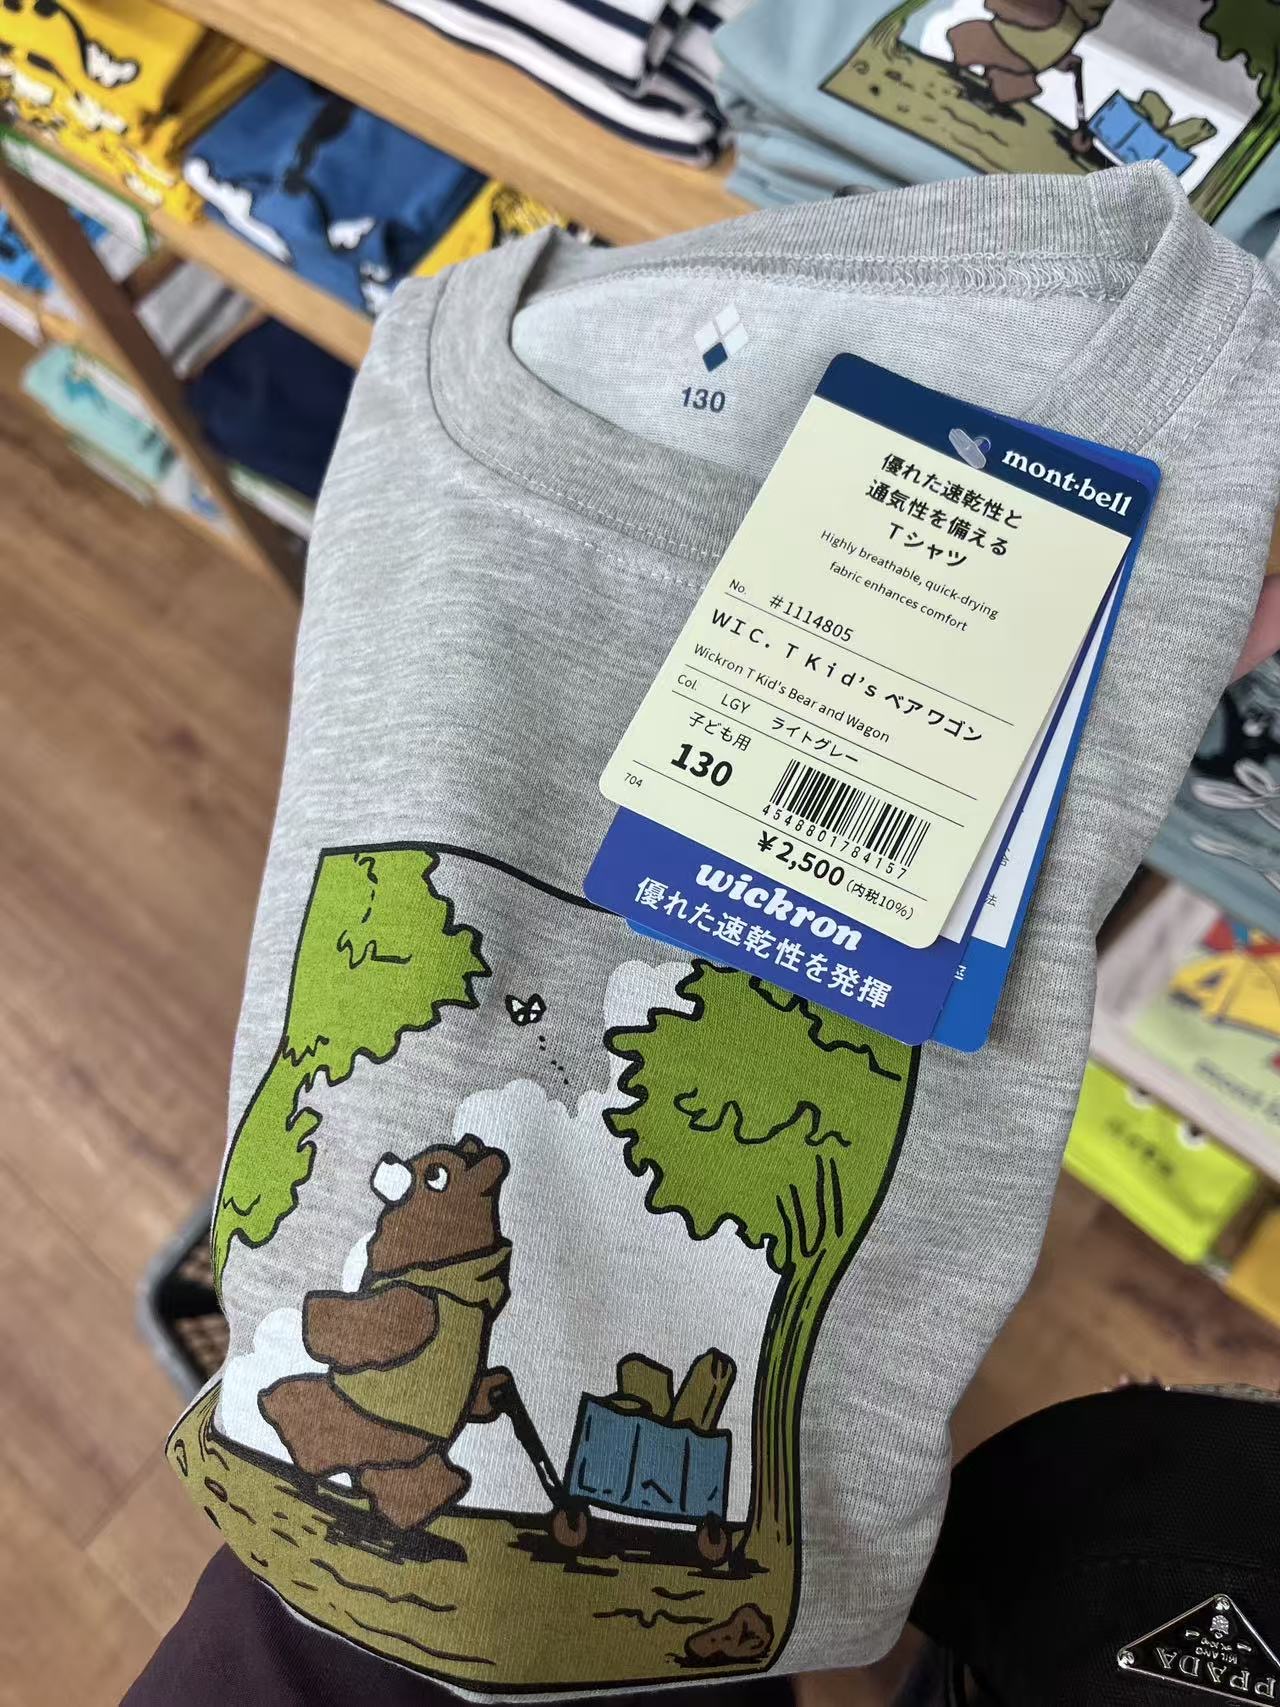 130
mont·bell
優れた速乾性と
通気性を備える
Tシャツ
Highly breathable, quick-drying
fabric enhances comfort
No. #1114805
WIC. T Kid's ベアワゴン
Wickron T Kid's Bear and Wagon
Col. LGY ライトグレー
子ども用
130
704
4548801784157
¥2,500(内税10%)
wickron
優れた速乾性を発揮
PRADA
MILANO